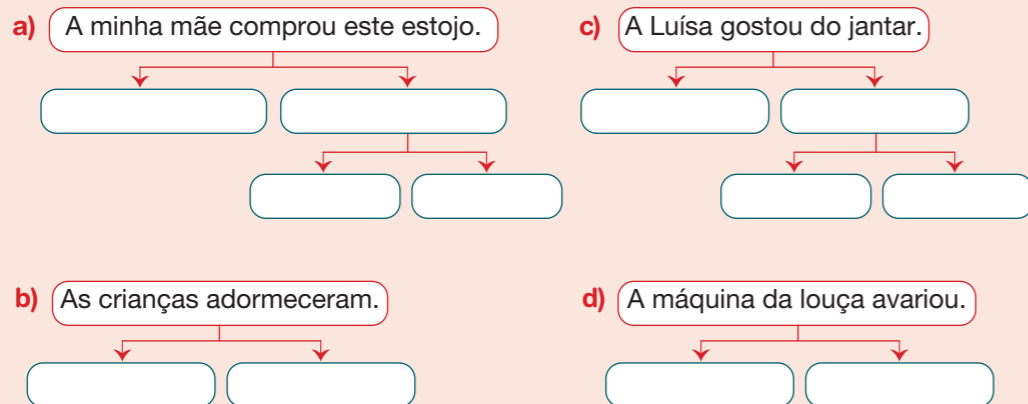 a) A minha mãe comprou este estojo.
b) As crianças adormeceram.
c) A Luísa gostou do jantar.
d) A máquina da louça avariou.